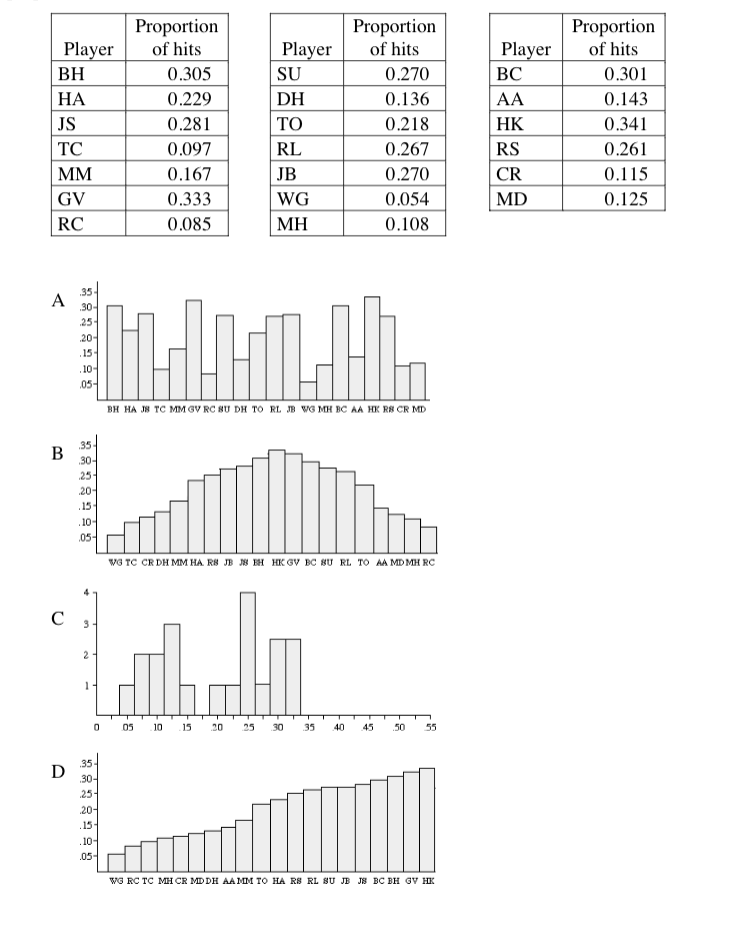 Player Proportion of hits
BH 0.305
HA 0.229
JS 0.281
TC 0.097
MM 0.167
GV 0.333
RC 0.085
Player Proportion of hits
SU 0.270
DH 0.136
TO 0.218
RL 0.267
JB 0.270
WG 0.054
MH 0.108
Player Proportion of hits
BC 0.301
AA 0.143
HK 0.341
RS 0.261
CR 0.115
MD 0.125
A
.35
.30
.25
.20
.15
.10
.05
BH HA JS TC MM GV RC SU DH TO RL JB WG MH BC AA HK RS CR MD
B
.35
.30
.25
.20
.15
.10
.05
WG TC CR DH MM HA RS JB JS BH HK GV BC SU RL TO AA MD MH RC
C
4
3
2
1
0 .05 .10 .15 .20 .25 .30 .35 .40 .45 .50 .55
D
.35
.30
.25
.20
.15
.10
.05
WG RC TC MH CR MD DH AA MM TO HA RS RL SU JB JS BC BH GV HK